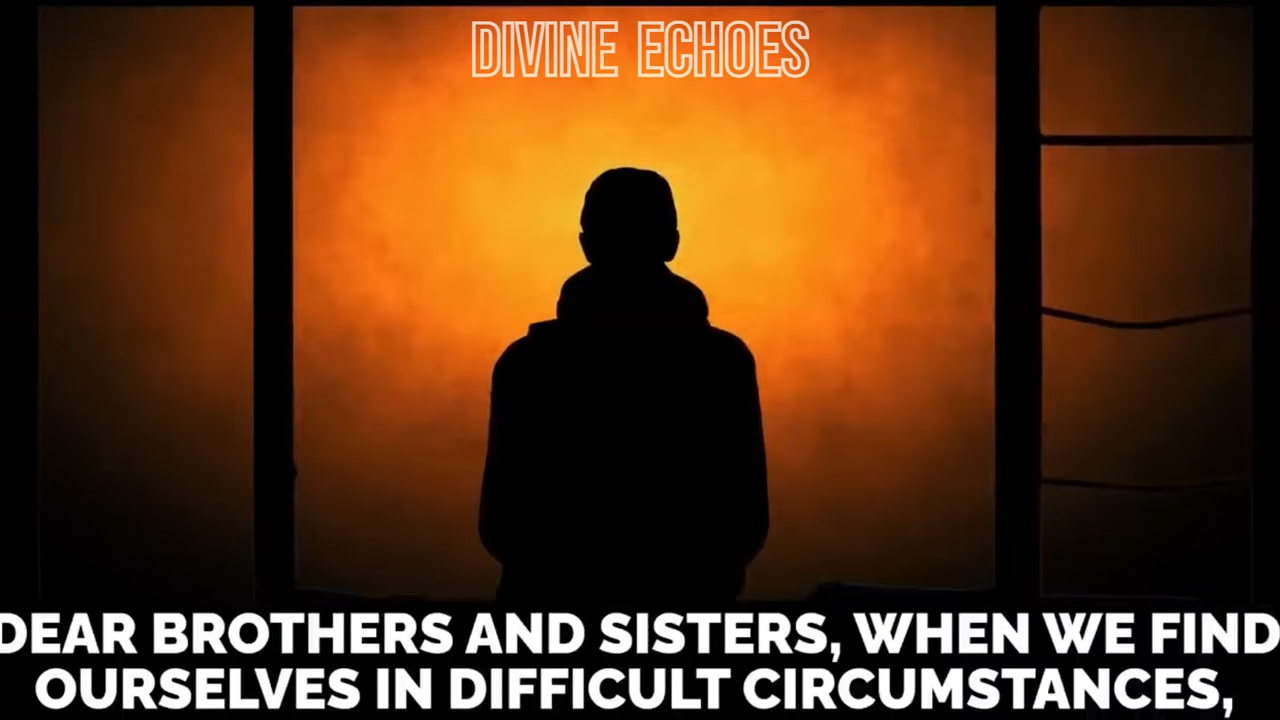 DIVINE ECHOES
DEAR BROTHERS AND SISTERS, WHEN WE FIND
OURSELVES IN DIFFICULT CIRCUMSTANCES,